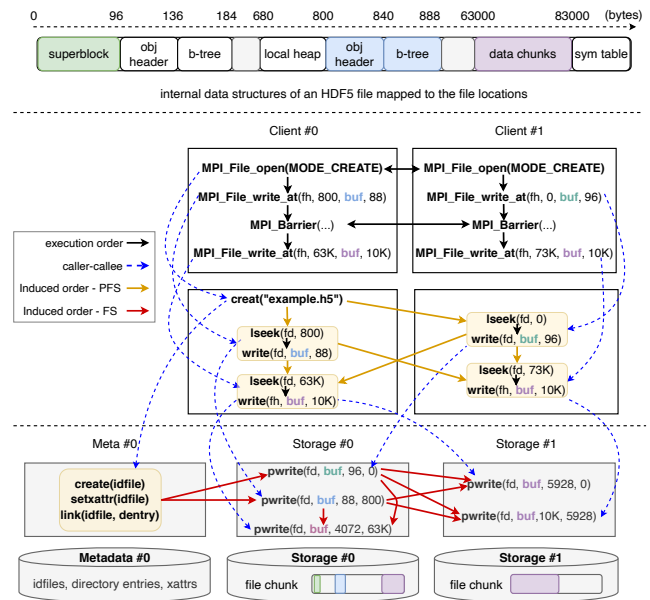 0 96 136 184 680 800 840 888 63000 83000 (bytes)
superblock obj header b-tree local heap obj header b-tree data chunks sym table
internal data structures of an HDF5 file mapped to the file locations
Client #0 Client #1
MPI_File_open(MODE_CREATE) MPI_File_open(MODE_CREATE)
MPI_File_write_at(fh, 800, buf, 88) MPI_File_write_at(fh, 0, buf, 96)
MPI_Barrier(...) MPI_Barrier(...)
MPI_File_write_at(fh, 63K, buf, 10K) MPI_File_write_at(fh, 73K, buf, 10K)
execution order
caller-callee
Induced order - PFS
Induced order - FS
creat("example.h5")
lseek(fd, 800) lseek(fd, 0)
write(fd, buf, 88) write(fd, buf, 96)
lseek(fd, 63K) lseek(fd, 73K)
write(fh, buf, 10K) write(fh, buf, 10K)
Meta #0 Storage #0 Storage #1
create(idfile)
setxattr(idfile)
link(idfile, dentry)
pwrite(fd, buf, 96, 0) pwrite(fd, buf, 5928, 0)
pwrite(fd, buf, 88, 800) pwrite(fd, buf,10K, 5928)
pwrite(fd, buf, 4072, 63K)
Metadata #0 Storage #0 Storage #1
idfiles, directory entries, xattrs file chunk file chunk